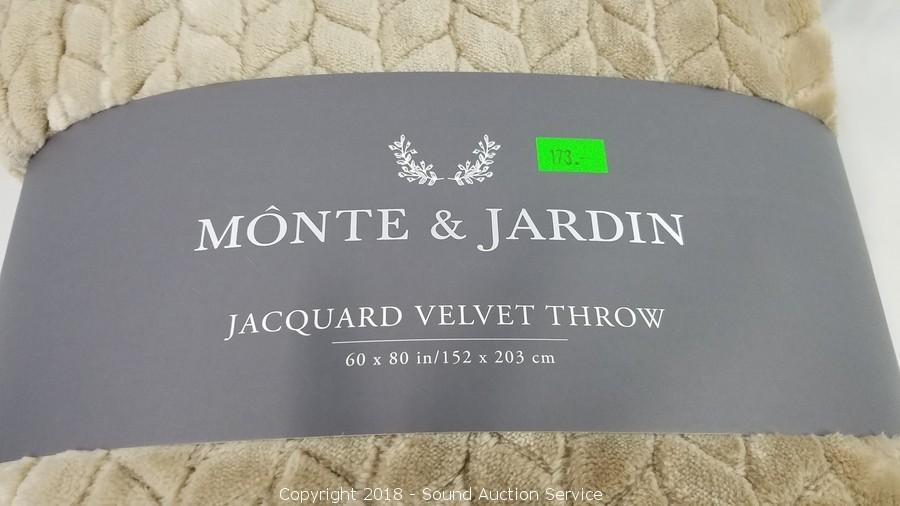 173.-
MÔNTE & JARDIN
JACQUARD VELVET THROW
60 x 80 in/152 x 203 cm
Copyright 2018 - Sound Auction Service